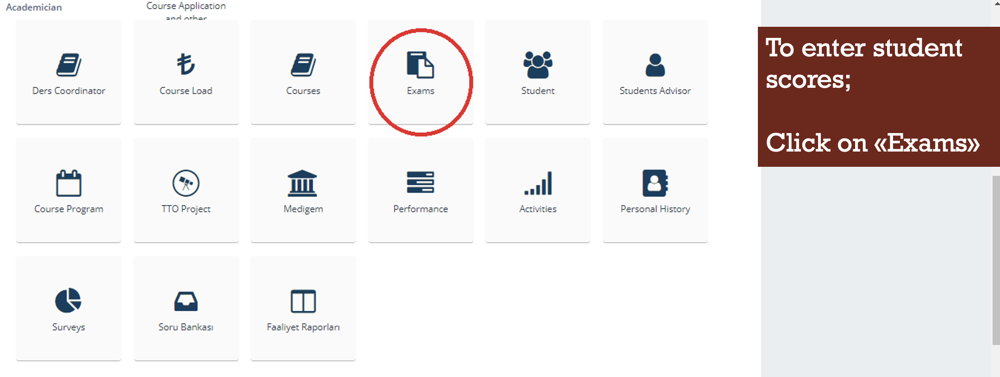 Academician
Course Application
and other
Ders Coordinator
Course Load
Courses
Exams
Student
Students Advisor
Course Program
TTO Project
Medigem
Performance
Activities
Personal History
Surveys
Soru Bankası
Faaliyet Raporları
To enter student
scores;
Click on «Exams»